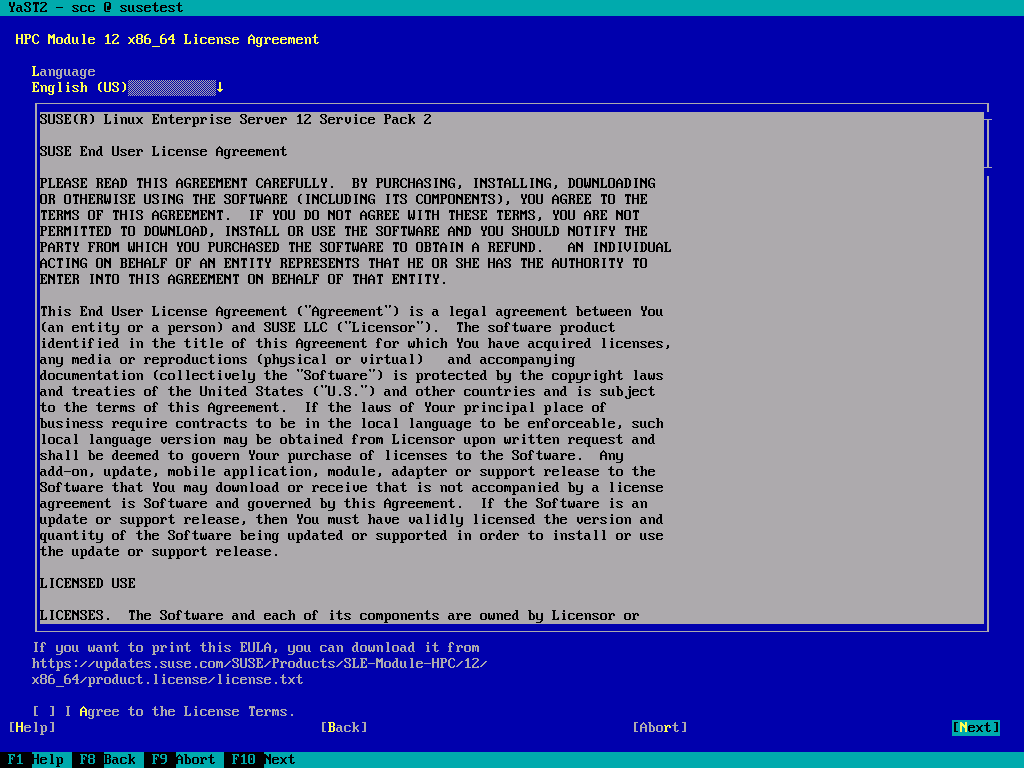 YaST2 - scc @ susetest
HPC Module 12 x86_64 License Agreement
Language
English (US)↓
SUSE(R) Linux Enterprise Server 12 Service Pack 2
SUSE End User License Agreement
PLEASE READ THIS AGREEMENT CAREFULLY.  BY PURCHASING, INSTALLING, DOWNLOADING
OR OTHERWISE USING THE SOFTWARE (INCLUDING ITS COMPONENTS), YOU AGREE TO THE
TERMS OF THIS AGREEMENT.  IF YOU DO NOT AGREE WITH THESE TERMS, YOU ARE NOT
PERMITTED TO DOWNLOAD, INSTALL OR USE THE SOFTWARE AND YOU SHOULD NOTIFY THE
PARTY FROM WHICH YOU PURCHASED THE SOFTWARE TO OBTAIN A REFUND.   AN INDIVIDUAL
ACTING ON BEHALF OF AN ENTITY REPRESENTS THAT HE OR SHE HAS THE AUTHORITY TO
ENTER INTO THIS AGREEMENT ON BEHALF OF THAT ENTITY.
This End User License Agreement ("Agreement") is a legal agreement between You
(an entity or a person) and SUSE LLC ("Licensor").  The software product
identified in the title of this Agreement for which You have acquired licenses,
any media or reproductions (physical or virtual)   and accompanying
documentation (collectively the "Software") is protected by the copyright laws
and treaties of the United States ("U.S.") and other countries and is subject
to the terms of this Agreement.  If the laws of Your principal place of
business require contracts to be in the local language to be enforceable, such
local language version may be obtained from Licensor upon written request and
shall be deemed to govern Your purchase of licenses to the Software.  Any
add-on, update, mobile application, module, adapter or support release to the
Software that You may download or receive that is not accompanied by a license
agreement is Software and governed by this Agreement.  If the Software is an
update or support release, then You must have validly licensed the version and
quantity of the Software being updated or supported in order to install or use
the update or support release.
LICENSED USE
LICENSES.  The Software and each of its components are owned by Licensor or
If you want to print this EULA, you can download it from
https://updates.suse.com/SUSE/Products/SLE-Module-HPC/12/
x86_64/product.license/license.txt
[ ] I Agree to the License Terms.
[Help] [Back] [Abort] [Next]
F1 Help F8 Back F9 Abort F10 Next